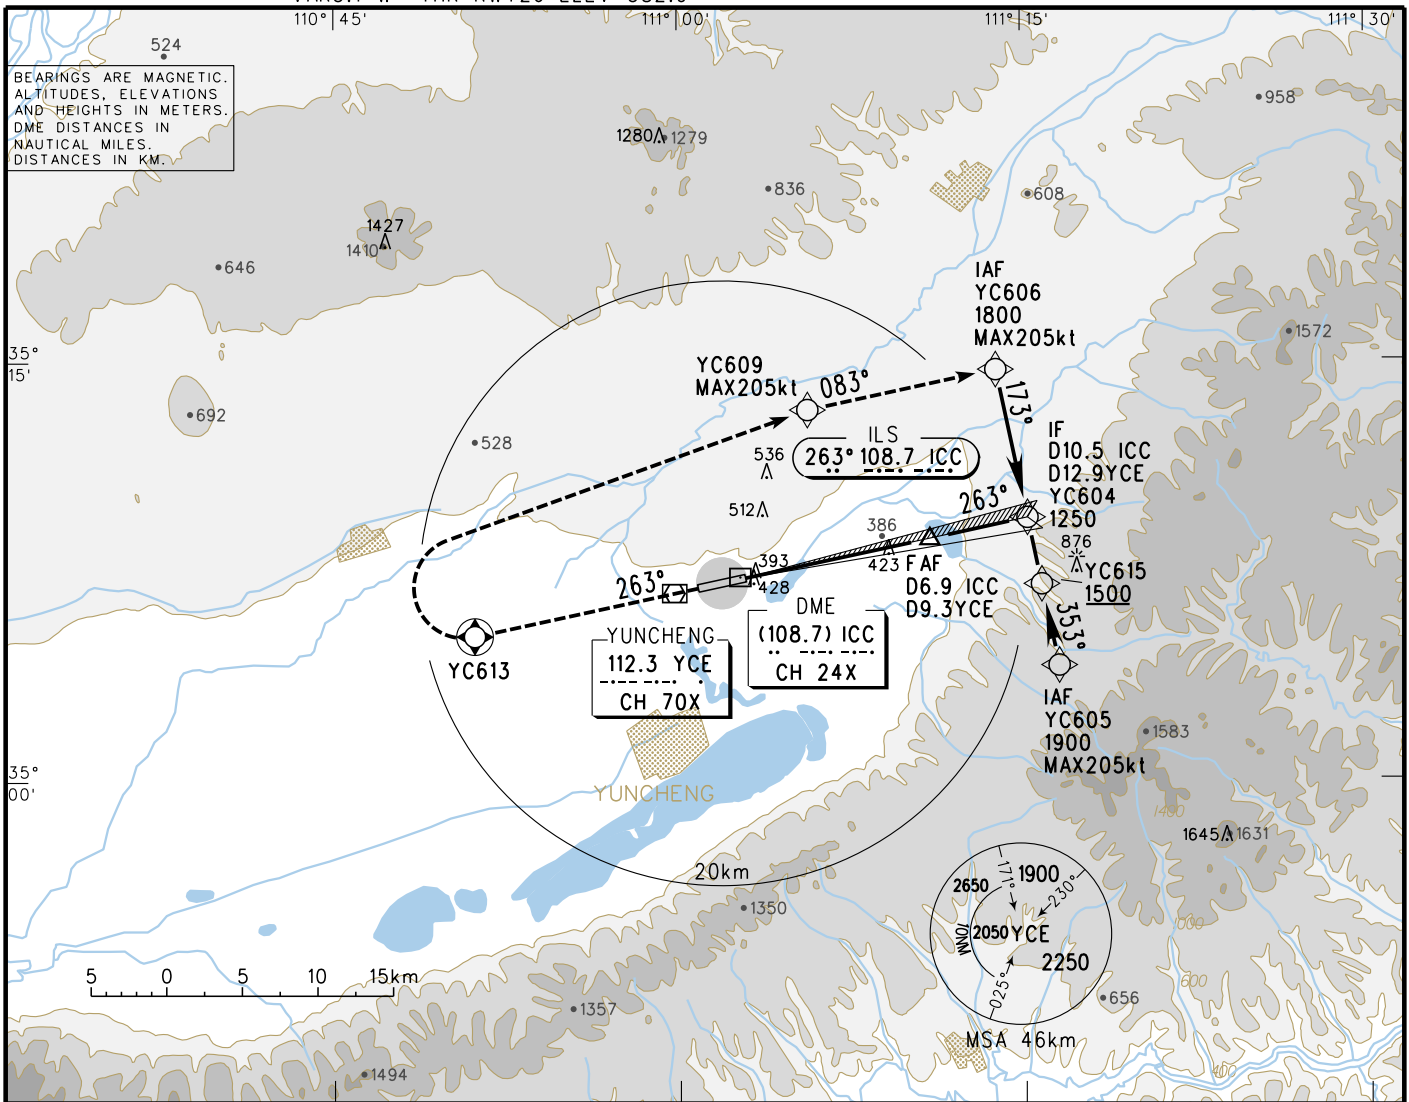 110° 45'
111° 00'
111° 15'
111° 30'
524
BEARINGS ARE MAGNETIC.
ALTITUDES, ELEVATIONS
AND HEIGHTS IN METERS.
DME DISTANCES IN
NAUTICAL MILES.
DISTANCES IN KM.
958
1280
1279
836
608
1427
1410
646
IAF
YC606
1800
MAX205kt
1572
35°
15'
YC609
MAX205kt
083°
173°
692
528
IF
D10.5 ICC
D12.9YCE
YC604
1250
ILS
263° 108.7 ICC
536
512
263°
386
876
423
FAF
D6.9 ICC
D9.3YCE
YC615
1500
393
428
263°
353°
DME
(108.7) ICC
CH 24X
YUNCHENG
112.3 YCE
CH 70X
YC613
IAF
YC605
1900
MAX205kt
1583
35°
00'
YUNCHENG
1400
1645
1631
20km
1900
2650
171°
230°
1350
2050
YCE
10NM
2250
1000
025°
600
656
5 0 5 10 15km
1357
MSA 46km
400
1494